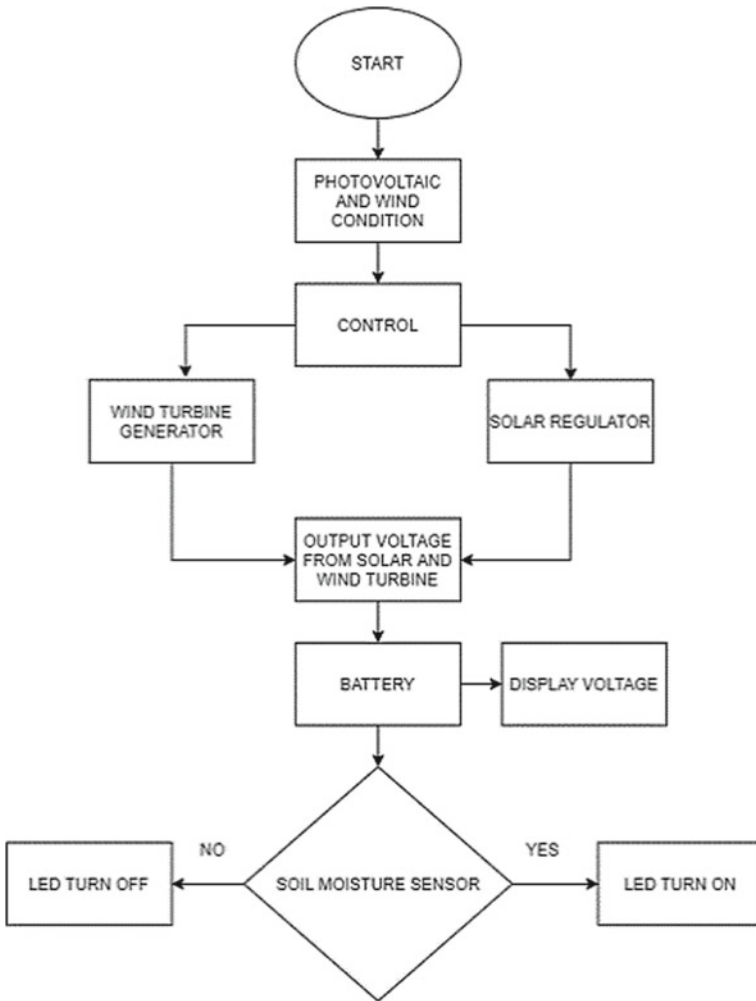 START
PHOTOVOLTAIC
AND WIND
CONDITION
CONTROL
WIND TURBINE
GENERATOR
SOLAR REGULATOR
OUTPUT VOLTAGE
FROM SOLAR AND
WIND TURBINE
BATTERY
DISPLAY VOLTAGE
NO
YES
LED TURN OFF
SOIL MOISTURE SENSOR
LED TURN ON